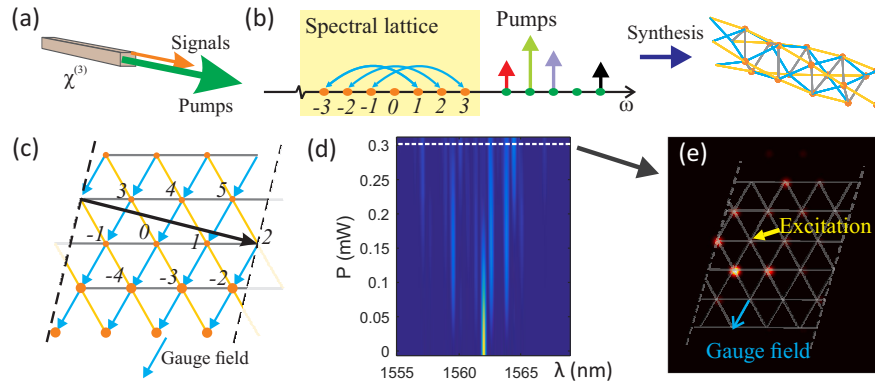 (a)
Signals
χ(3)
Pumps
(b)
Spectral lattice
-3 -2 -1 0 1 2 3
Pumps
ω
Synthesis
(c)
3 4 5
-1 0 1 2
-4 -3 -2
Gauge field
(d)
P (mW)
0.3
0.25
0.2
0.15
0.1
0.05
0
1555 1560 1565 λ (nm)
(e)
Excitation
Gauge field